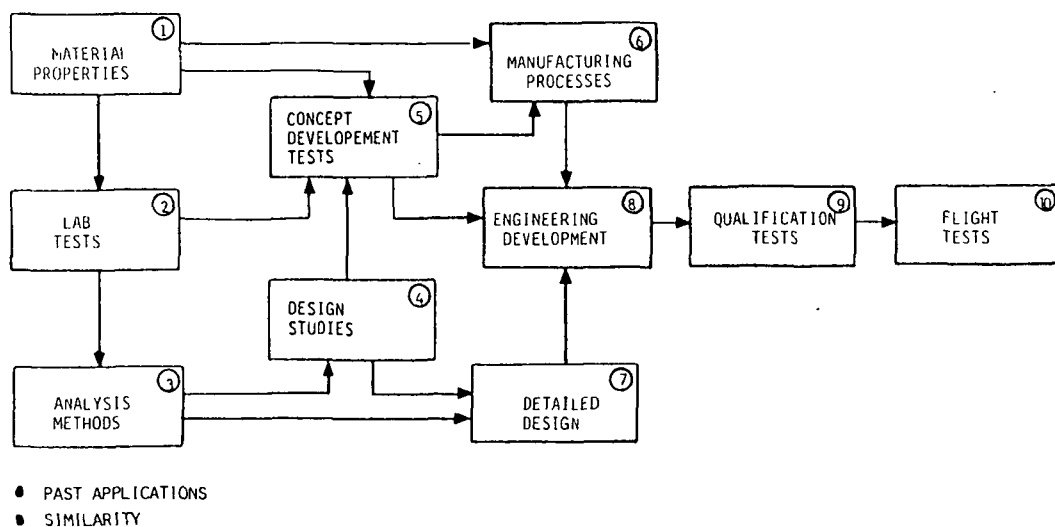 1
MATERIAL
PROPERTIES
6
MANUFACTURING
PROCESSES
5
CONCEPT
DEVELOPEMENT
TESTS
2
LAB
TESTS
8
ENGINEERING
DEVELOPMENT
9
QUALIFICATION
TESTS
10
FLIGHT
TESTS
4
DESIGN
STUDIES
3
ANALYSIS
METHODS
7
DETAILED
DESIGN
● PAST APPLICATIONS
● SIMILARITY